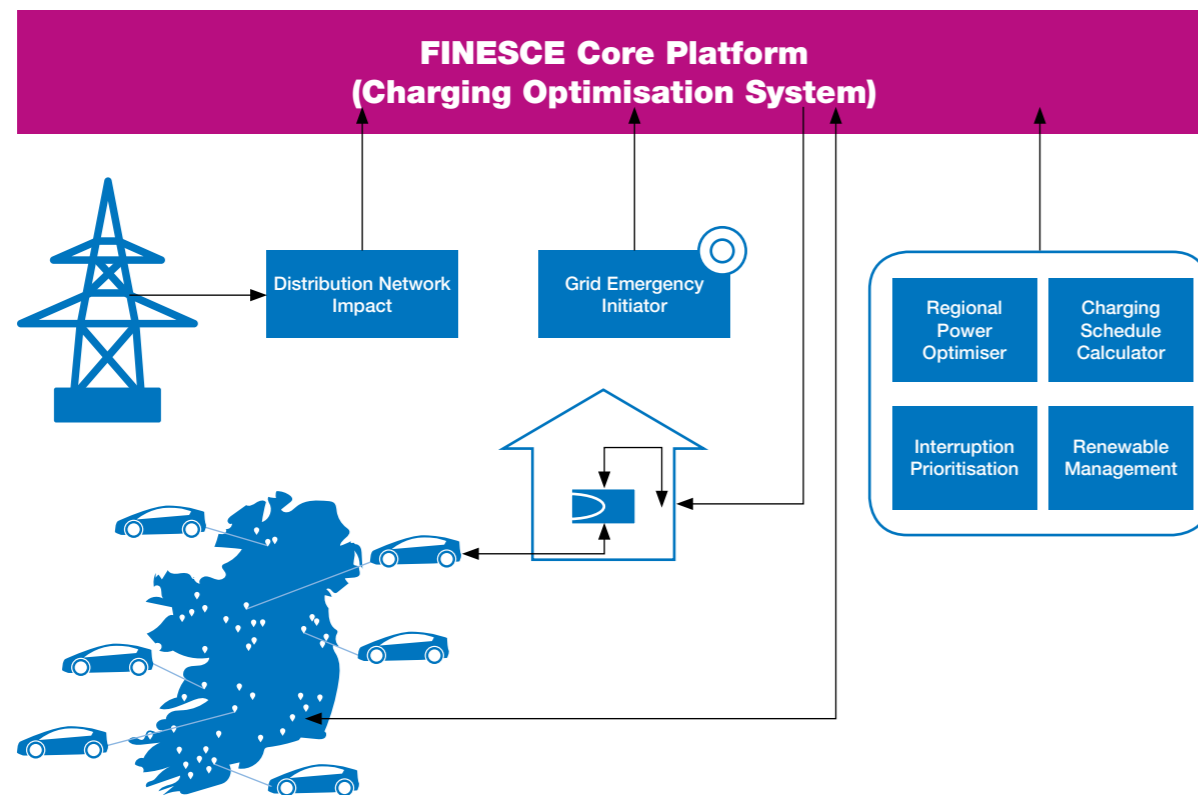 FINESCE Core Platform
(Charging Optimisation System)
Distribution Network
Impact
Grid Emergency
Initiator
Regional
Power
Optimiser
Charging
Schedule
Calculator
Interruption
Prioritisation
Renewable
Management